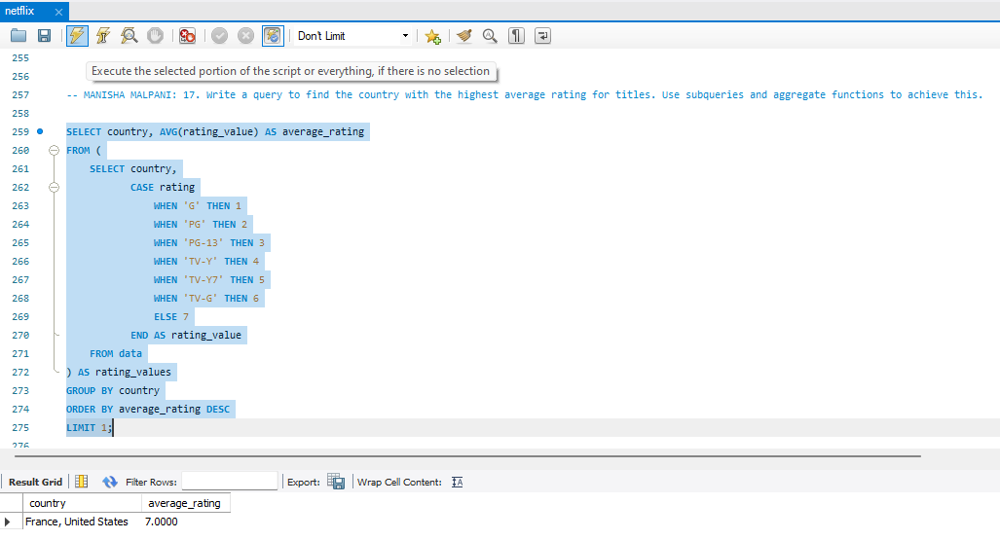 netflix
Don't Limit
255
Execute the selected portion of the script or everything, if there is no selection
256
257 -- MANISHA MALPANI: 17. Write a query to find the country with the highest average rating for titles. Use subqueries and aggregate functions to achieve this.
258
259 SELECT country, AVG(rating_value) AS average_rating
260 FROM (
261 SELECT country,
262 CASE rating
263 WHEN 'G' THEN 1
264 WHEN 'PG' THEN 2
265 WHEN 'PG-13' THEN 3
266 WHEN 'TV-Y' THEN 4
267 WHEN 'TV-Y7' THEN 5
268 WHEN 'TV-G' THEN 6
269 ELSE 7
270 END AS rating_value
271 FROM data
272 ) AS rating_values
273 GROUP BY country
274 ORDER BY average_rating DESC
275 LIMIT 1;
276
Result Grid Filter Rows: Export: Wrap Cell Content:
country average_rating
France, United States 7.0000